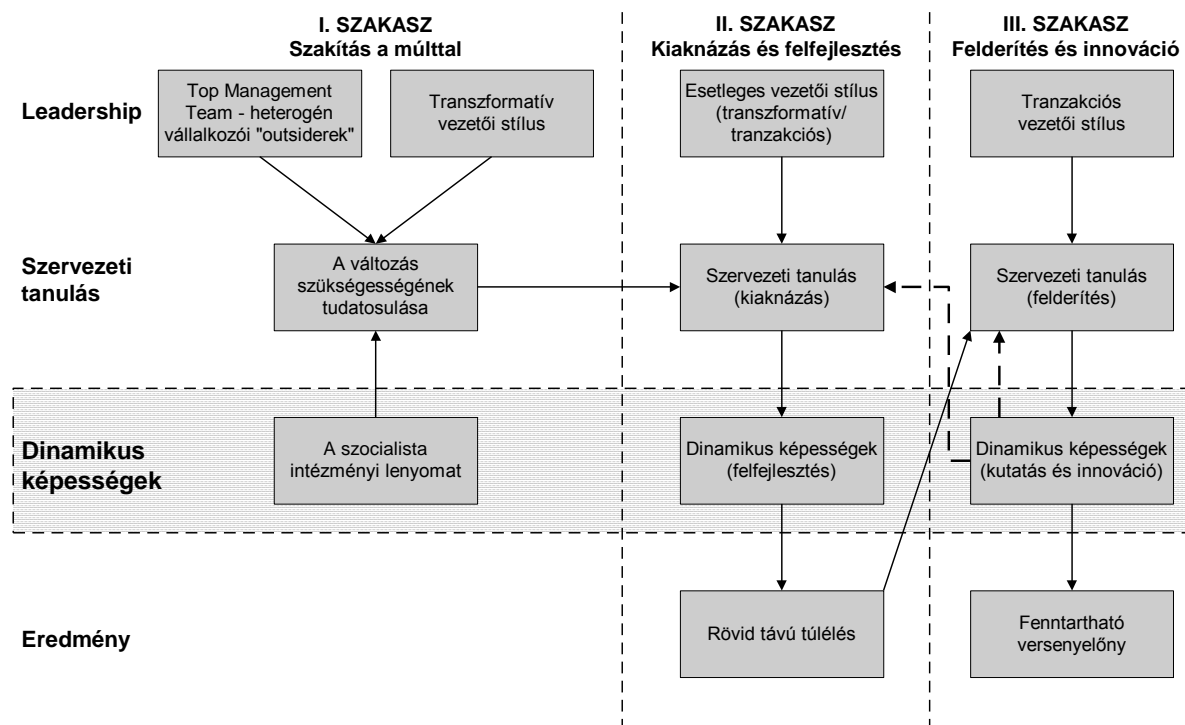 I. SZAKASZ
Szakítás a múlttal
II. SZAKASZ
Kiaknázás és felfejlesztés
III. SZAKASZ
Felderítés és innováció
Leadership
Top Management
Team - heterogén
vállalkozói "outsiderek"
Transzformatív
vezetői stílus
Esetleges vezetői stílus
(transzformatív/
tranzakciós)
Tranzakciós
vezetői stílus
Szervezeti
tanulás
A változás
szükségességének
tudatosulása
Szervezeti tanulás
(kiaknázás)
Szervezeti tanulás
(felderítés)
Dinamikus
képességek
A szocialista
intézményi lenyomat
Dinamikus képességek
(felfejlesztés)
Dinamikus képességek
(kutatás és innováció)
Eredmény
Rövid távú túlélés
Fenntartható
versenyelőny